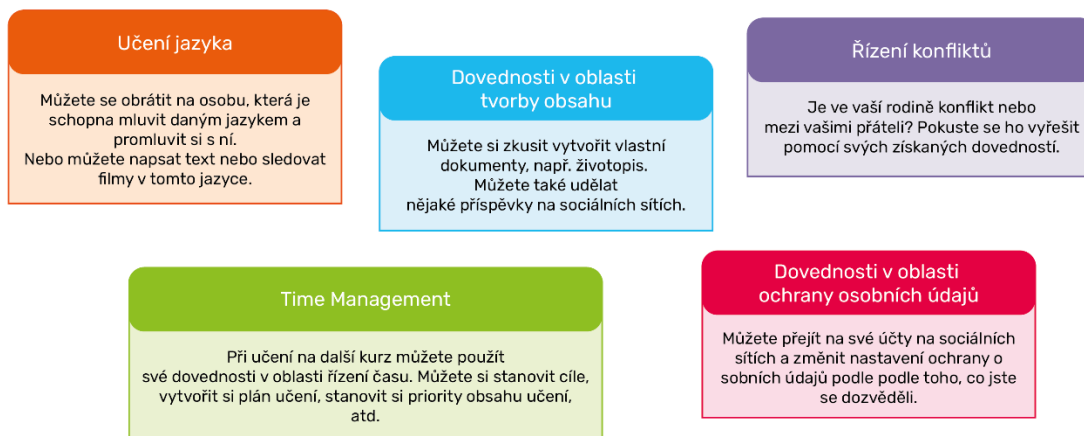 Učení jazyka
Můžete se obrátit na osobu, která je
schopna mluvit daným jazykem a
promluvit si s ní.
Nebo můžete napsat text nebo sledovat
filmy v tomto jazyce.
Dovednosti v oblasti
tvorby obsahu
Můžete si zkusit vytvořit vlastní
dokumenty, např. životopis.
Můžete také udělat
nějaké příspěvky na sociálních sítích.
Řízení konfliktů
Je ve vaší rodině konflikt nebo
mezi vašimi přáteli? Pokuste se ho vyřešit
pomocí svých získaných dovedností.
Time Management
Při učení na další kurz můžete použít
své dovednosti v oblasti řízení času. Můžete si stanovit cíle,
vytvořit si plán učení, stanovit si priority obsahu učení,
atd.
Dovednosti v oblasti
ochrany osobních údajů
Můžete přejít na své účty na sociálních
sítích a změnit nastavení ochrany o
sobních údajů podle podle toho, co jste
se dozvěděli.